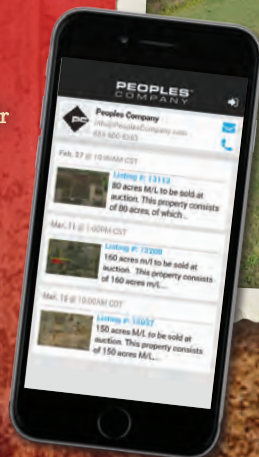 r
PEOPLES
COMPANY
pc
Peoples Company
info@PeoplesCompany.com
Feb. 27 @ 10:00AM CST
Listing #: 13113
80 acres M/L to be sold at
auction. This property consists
of 80 acres, of which...
Mar. 11 @ 1:00PM CST
Listing #:
160 acres m/l to be sold at
auction. This property consists
of 160 acres m/l...
Mar. @ 10:00AM CDT
Listing #:
150 acres M/L to be sold at
auction. This property consists
of 150 acres M/L...